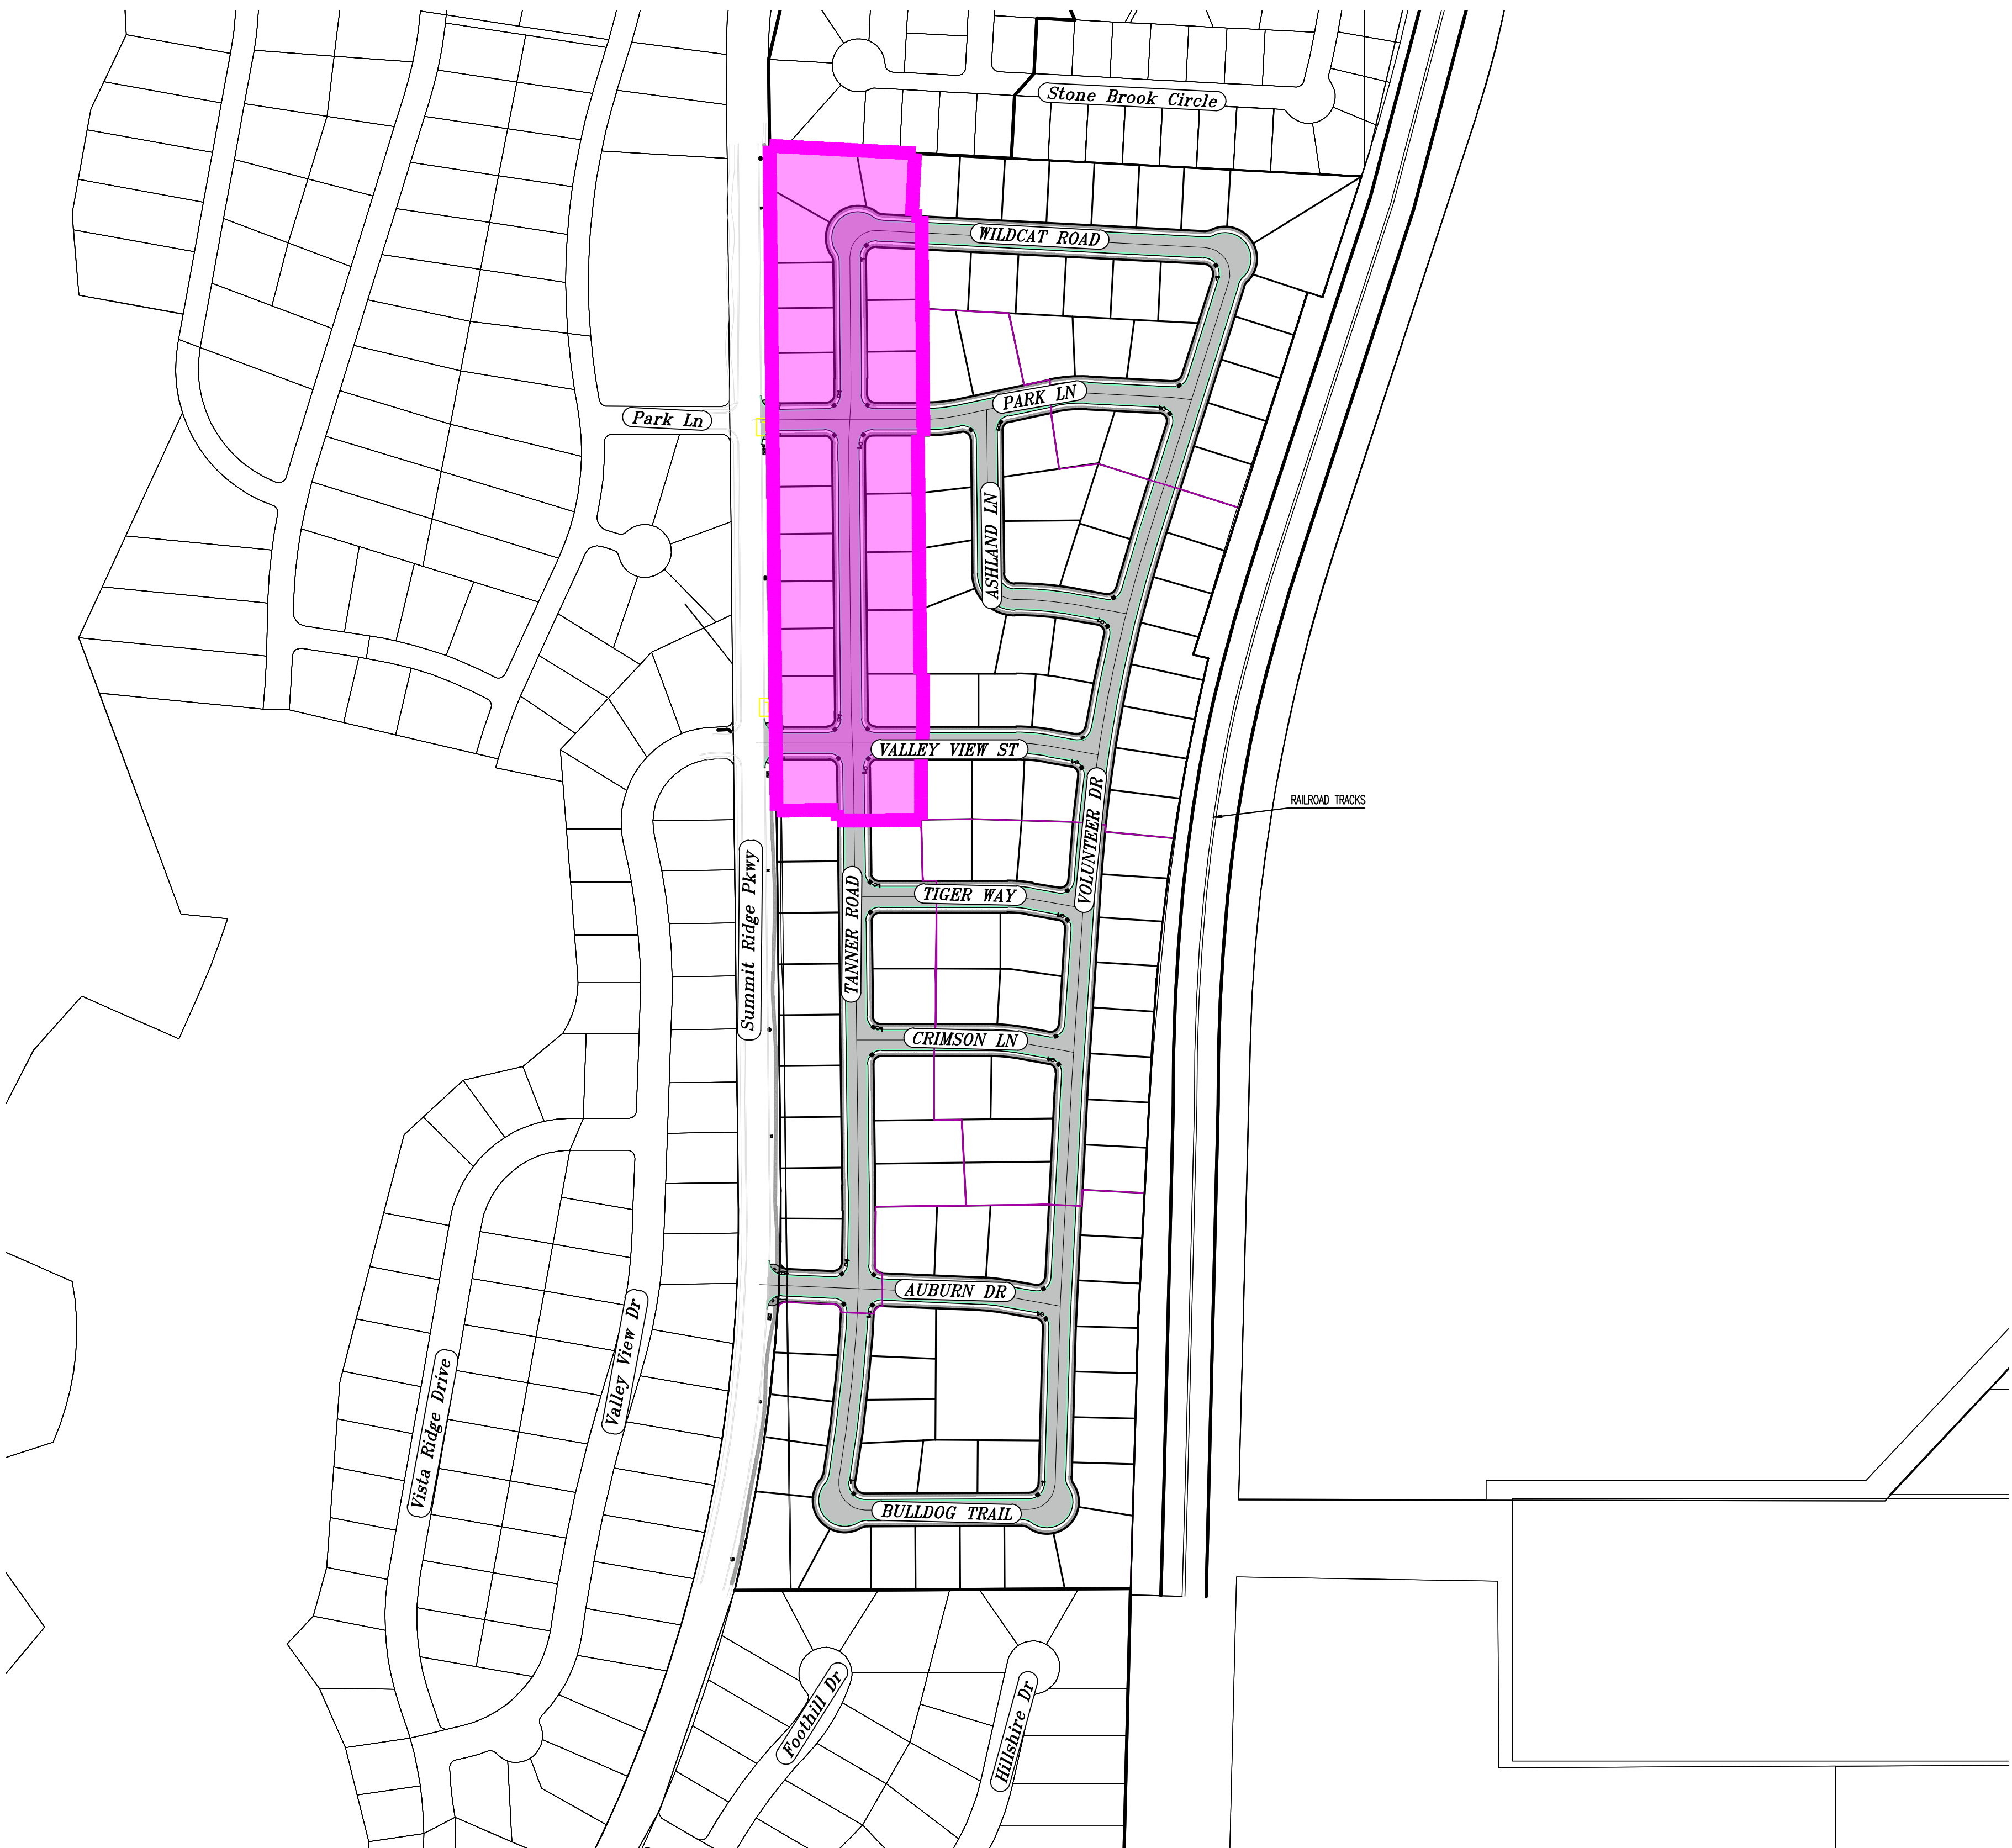 Stone Brook Circle
WILDCAT ROAD
PARK LN
Park Ln
ASHLAND LN
VALLEY VIEW ST
VOLUNTEER DR
RAILROAD TRACKS
Summit Ridge Pkwy
TANNER ROAD
TIGER WAY
CRIMSON LN
AUBURN DR
Valley View Dr
Vista Ridge Drive
BULLDOG TRAIL
Foothill Dr
Hillshire Dr